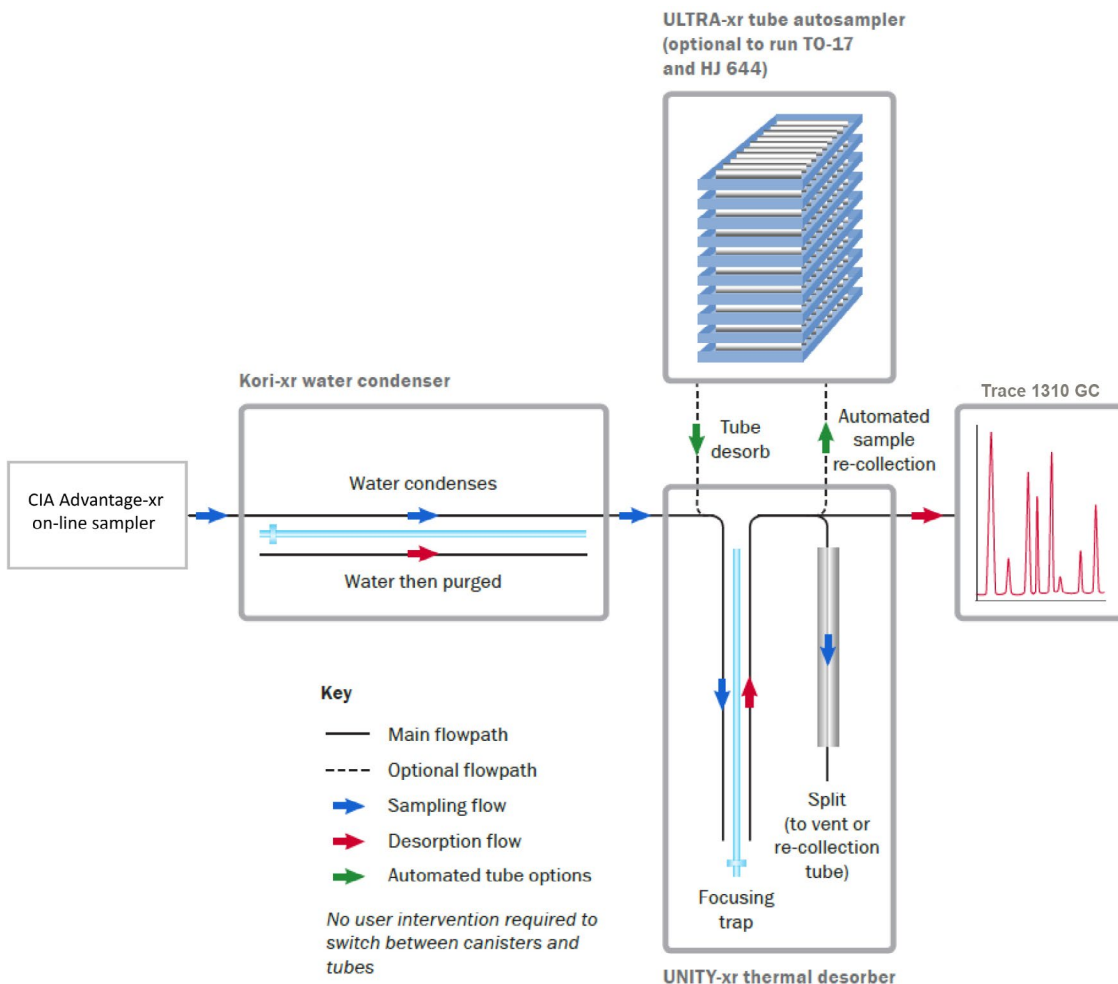 ULTRA-xr tube autosampler
(optional to run TO-17
and HJ 644)
Kori-xr water condenser
Trace 1310 GC
Tube
desorb
Automated
sample
re-collection
CIA Advantage-xr
on-line sampler
Water condenses
Water then purged
Key
Main flowpath
Optional flowpath
Sampling flow
Desorption flow
Automated tube options
No user intervention required to
switch between canisters and
tubes
Split
(to vent or
re-collection
tube)
Focusing
trap
UNITY-xr thermal desorber